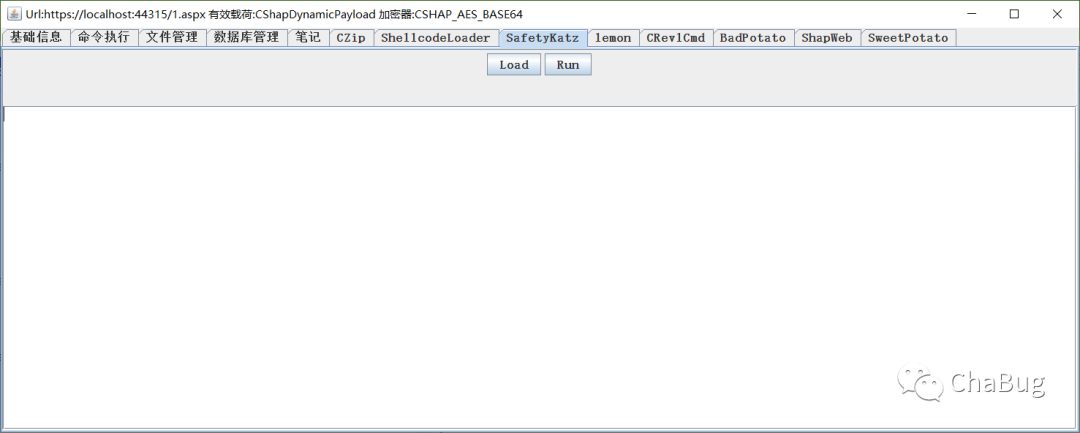 Url:https://localhost:44315/1.aspx 有效载荷:CShapDynamicPayload 加密器:CSHAP_AES_BASE64
基础信息 命令执行 文件管理 数据库管理 笔记 CZip ShellcodeLoader SafetyKatz lemon CRevlCmd BadPotato ShapWeb SweetPotato
Load Run
ChaBug